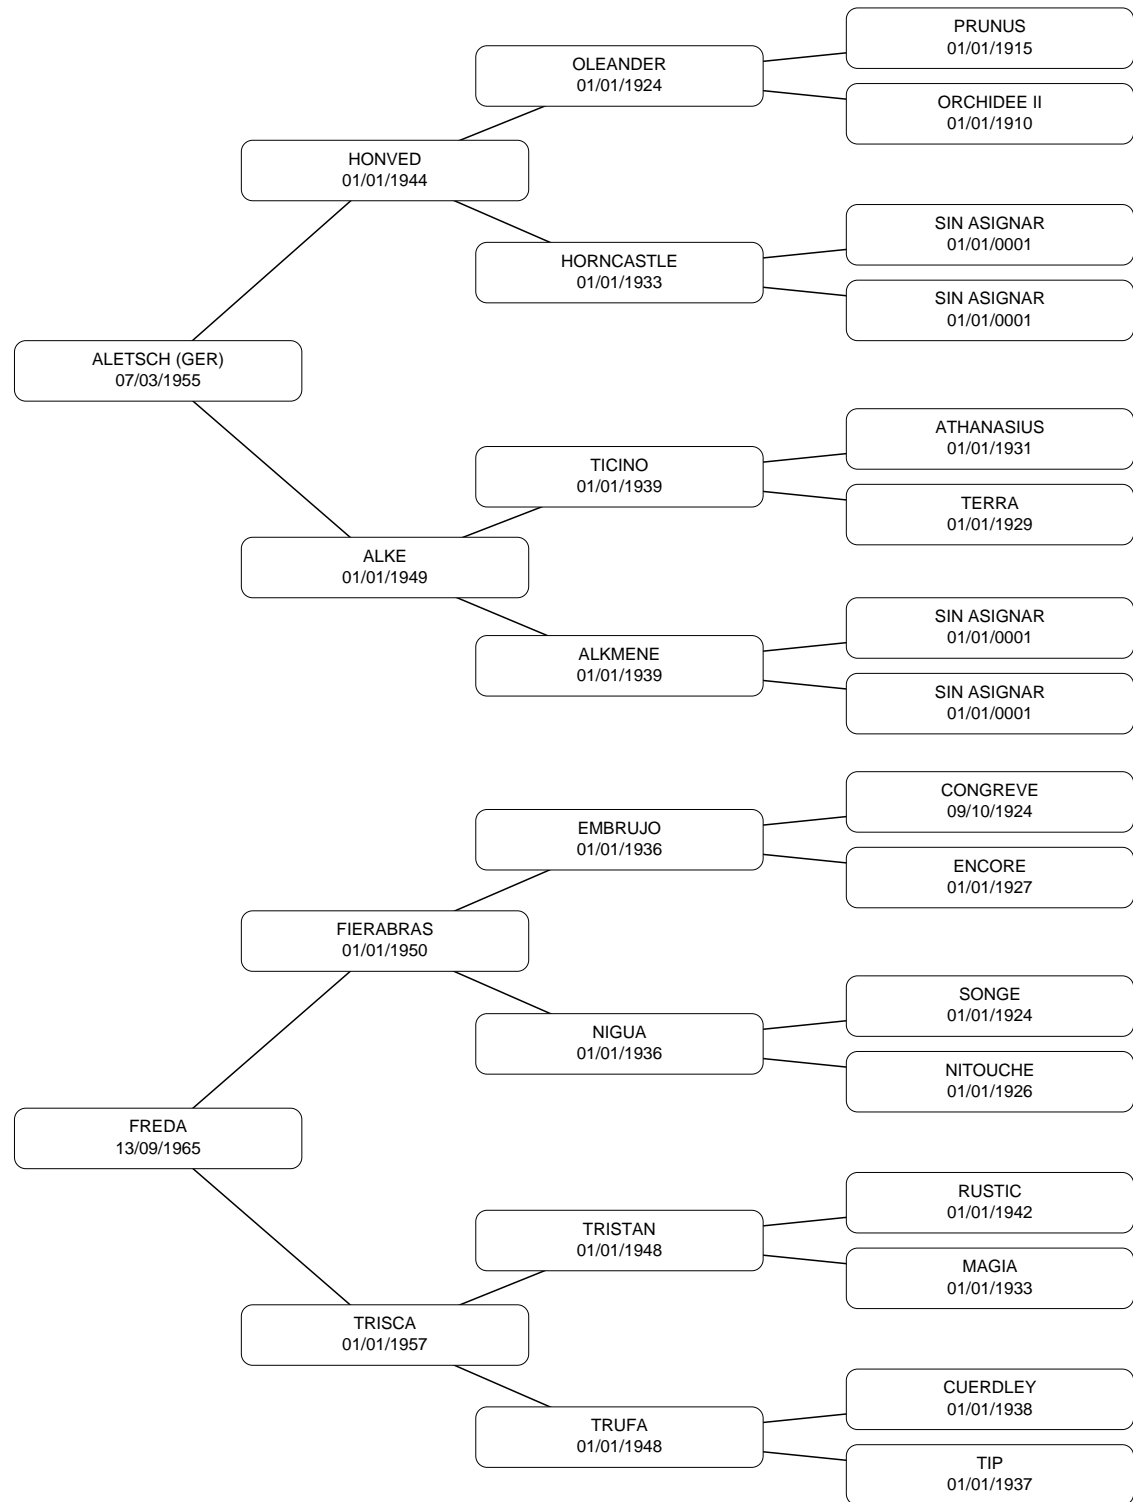 PRUNUS
01/01/1915
OLEANDER
01/01/1924
ORCHIDEE II
01/01/1910
HONVED
01/01/1944
SIN ASIGNAR
01/01/0001
HORNCASTLE
01/01/1933
SIN ASIGNAR
01/01/0001
ALETSCH (GER)
07/03/1955
ATHANASIUS
01/01/1931
TICINO
01/01/1939
TERRA
01/01/1929
ALKE
01/01/1949
SIN ASIGNAR
01/01/0001
ALKMENE
01/01/1939
SIN ASIGNAR
01/01/0001
CONGREVE
09/10/1924
EMBRUJO
01/01/1936
ENCORE
01/01/1927
FIERABRAS
01/01/1950
SONGE
01/01/1924
NIGUA
01/01/1936
NITOUCHE
01/01/1926
FREDA
13/09/1965
RUSTIC
01/01/1942
TRISTAN
01/01/1948
MAGIA
01/01/1933
TRISCA
01/01/1957
CUERDLEY
01/01/1938
TRUFA
01/01/1948
TIP
01/01/1937